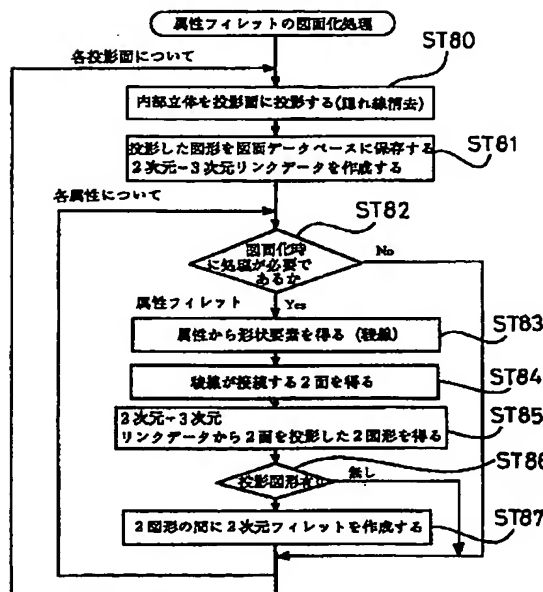 属性フィレットの図面化処理
各投影面について
ST80
内部立体を投影面に投影する(隠れ線消去)
投影した図形を図面データベースに保存する
2次元-3次元リンクデータを作成する
ST81
各属性について
ST82
図面化時
に処理が必要で
あるか
No
属性フィレット
Yes
属性から形状要素を得る (稜線)
ST83
稜線が接続する2面を得る
ST84
2次元-3次元
リンクデータから2面を投影した2図形を得る
ST85
投影図形有り
無し
ST86
2図形の間に2次元フィレットを作成する
ST87